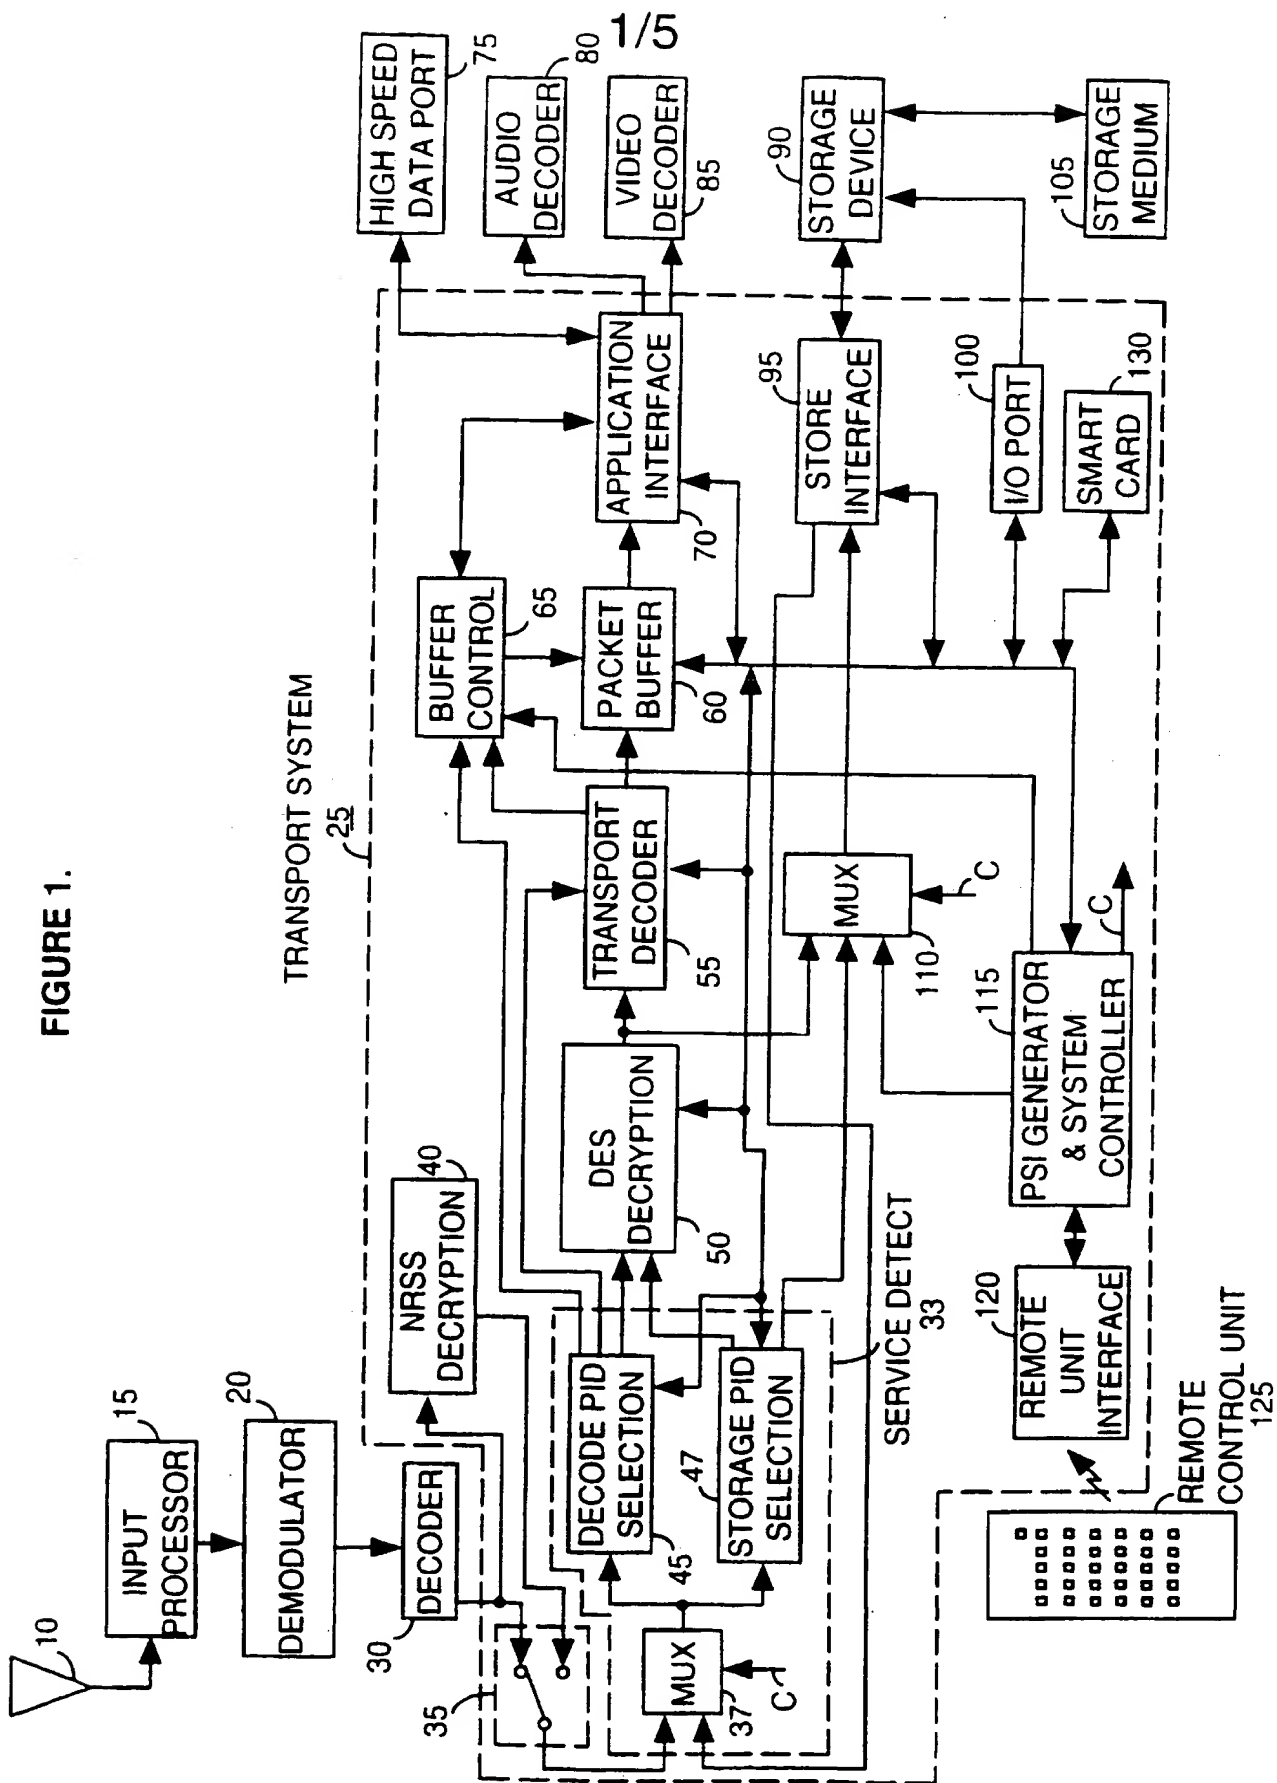 1/5
FIGURE 1.
TRANSPORT SYSTEM
25
10
INPUT
PROCESSOR
15
DEMODULATOR
20
DECODER
30
35
NRSS
DECRYPTION
40
MUX
37
C
DECODE PID
SELECTION
45
STORAGE PID
SELECTION
47
SERVICE DETECT
33
DES
DECRYPTION
50
TRANSPORT
DECODER
55
BUFFER
CONTROL
65
PACKET
BUFFER
60
APPLICATION
INTERFACE
70
HIGH SPEED
DATA PORT
75
AUDIO
DECODER
80
VIDEO
DECODER
85
STORAGE
DEVICE
90
STORE
INTERFACE
95
STORAGE
MEDIUM
105
I/O PORT
100
SMART
CARD
130
MUX
110
C
PSI GENERATOR
& SYSTEM
CONTROLLER
115
C
REMOTE
UNIT
INTERFACE
120
REMOTE
CONTROL UNIT
125